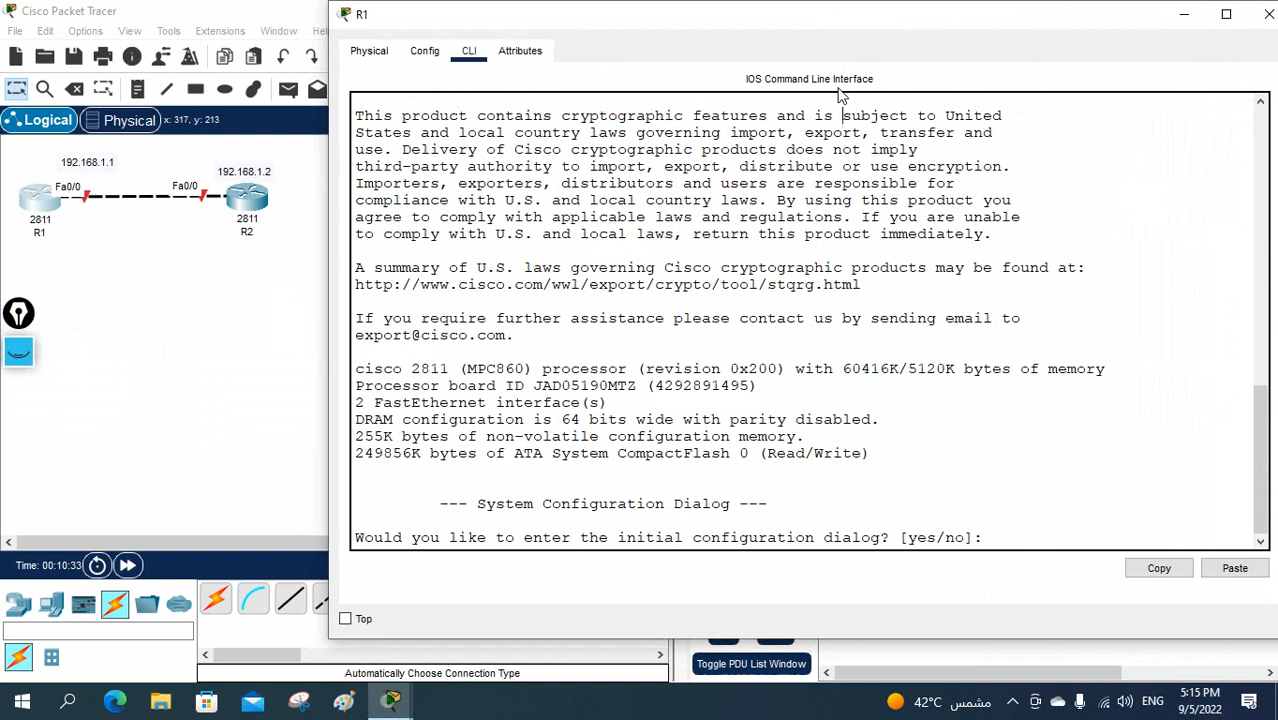 Cisco Packet Tracer
File Edit Options View Tools Extensions Window Hel
Logical Physical x: 317, y: 213
192.168.1.1
192.168.1.2
Fa0/0
Fa0/0
2811
R1
2811
R2
Time: 00:10:33
R1
Physical Config CLI Attributes
IOS Command Line Interface
This product contains cryptographic features and is subject to United
States and local country laws governing import, export, transfer and
use. Delivery of Cisco cryptographic products does not imply
third-party authority to import, export, distribute or use encryption.
Importers, exporters, distributors and users are responsible for
compliance with U.S. and local country laws. By using this product you
agree to comply with applicable laws and regulations. If you are unable
to comply with U.S. and local laws, return this product immediately.
A summary of U.S. laws governing Cisco cryptographic products may be found at:
http://www.cisco.com/wwl/export/crypto/tool/stqrg.html
If you require further assistance please contact us by sending email to
export@cisco.com.
cisco 2811 (MPC860) processor (revision 0x200) with 60416K/5120K bytes of memory
Processor board ID JAD05190MTZ (4292891495)
2 FastEthernet interface(s)
DRAM configuration is 64 bits wide with parity disabled.
255K bytes of non-volatile configuration memory.
249856K bytes of ATA System CompactFlash 0 (Read/Write)
--- System Configuration Dialog ---
Would you like to enter the initial configuration dialog? [yes/no]:
Copy Paste
Top
Toggle PDU List Window
Automatically Choose Connection Type
42°C مشمس ENG
5:15 PM
9/5/2022